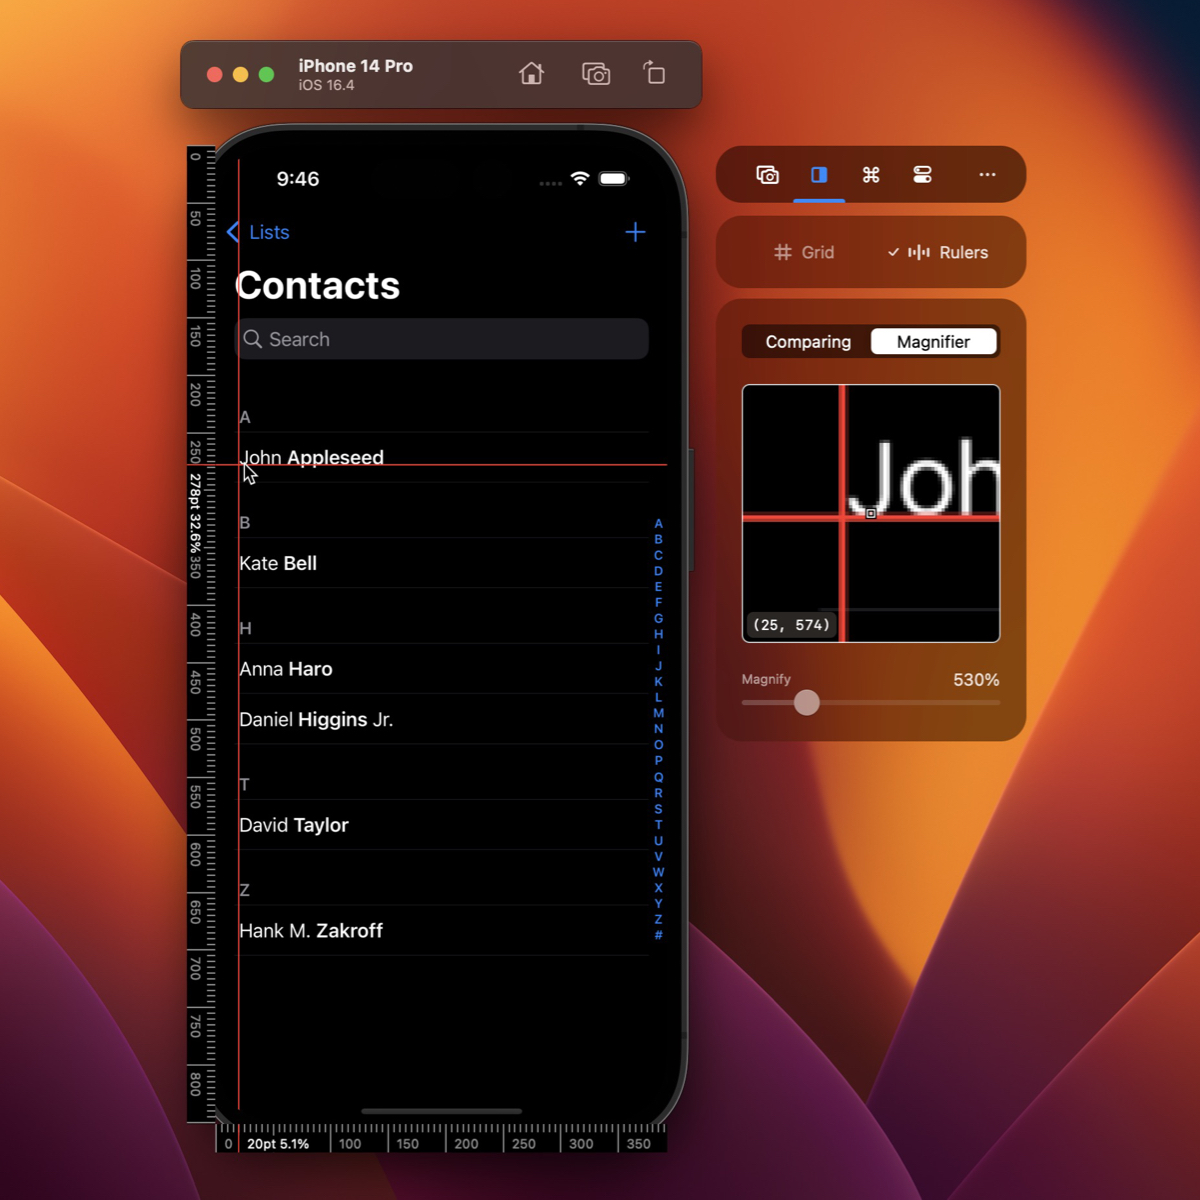 iPhone 14 Pro
iOS 16.4
9:46
Lists
Contacts
Search
A
John Appleseed
B
Kate Bell
H
Anna Haro
Daniel Higgins Jr.
T
David Taylor
Z
Hank M. Zakroff
A
B
C
D
E
F
G
H
I
J
K
L
M
N
O
P
Q
R
S
T
U
V
W
X
Y
Z
#
0
50
100
150
200
250
278pt 32.6%
350
400
450
500
550
600
650
700
750
800
0 20pt 5.1% 100 150 200 250 300 350
Grid
Rulers
Comparing
Magnifier
Joh
(25, 574)
Magnify
530%